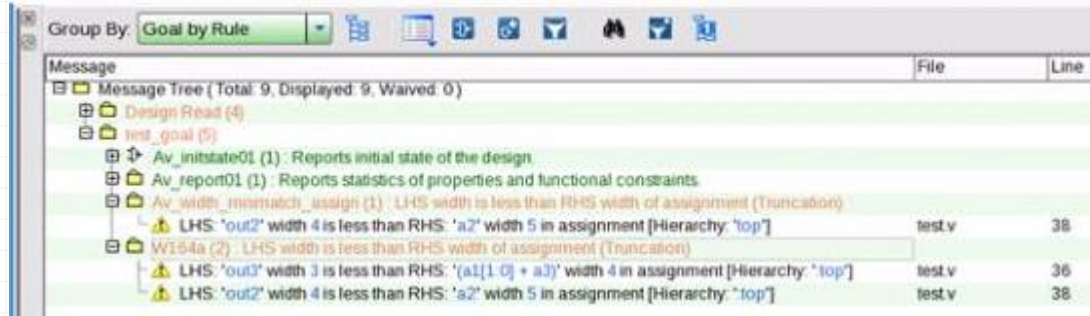 Group By: Goal by Rule
Message File Line
Message Tree ( Total: 9, Displayed: 9, Waived: 0 )
Design Read (4)
test_goal (5)
Av_initstate01 (1) : Reports initial state of the design.
Av_report01 (1) : Reports statistics of properties and functional constraints.
Av_width_mismatch_assign (1) : LHS width is less than RHS width of assignment (Truncation)
LHS: 'out2' width 4 is less than RHS: 'a2' width 5 in assignment [Hierarchy: ':top'] test.v 38
W164a (2) : LHS width is less than RHS width of assignment (Truncation)
LHS: 'out3' width 3 is less than RHS: '(a1[1:0] + a3)' width 4 in assignment [Hierarchy: ':top'] test.v 36
LHS: 'out2' width 4 is less than RHS: 'a2' width 5 in assignment [Hierarchy: ':top'] test.v 38